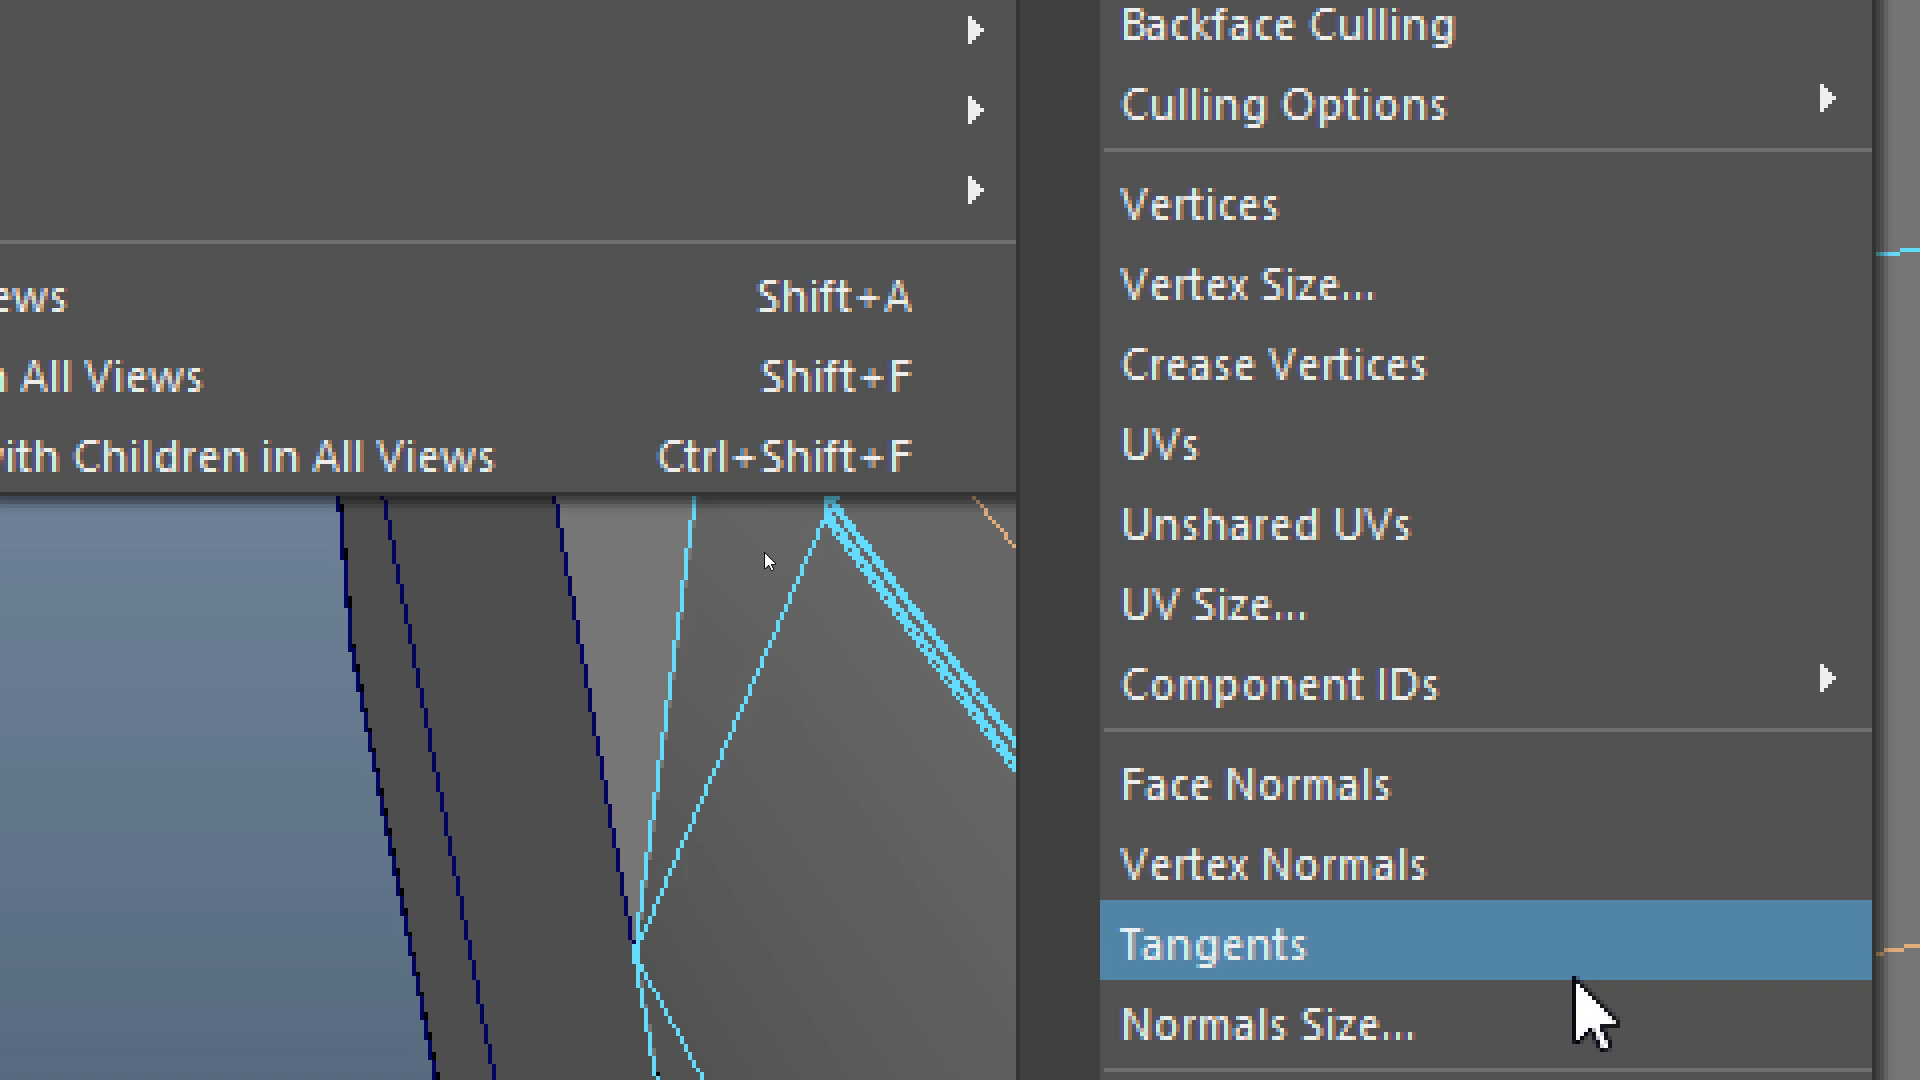 ews Shift+A
All Views Shift+F
with Children in All Views Ctrl+Shift+F
Backface Culling
Culling Options
Vertices
Vertex Size...
Crease Vertices
UVs
Unshared UVs
UV Size...
Component IDs
Face Normals
Vertex Normals
Tangents
Normals Size...